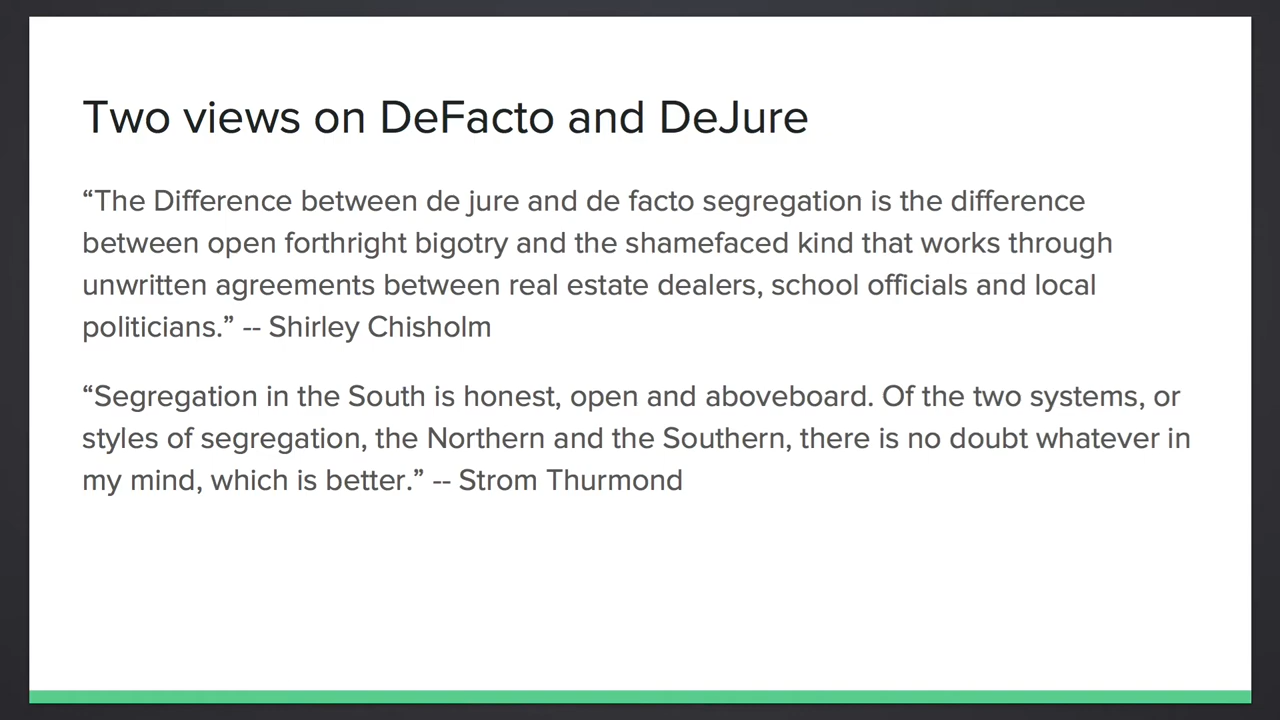 Two views on DeFacto and DeJure
“The Difference between de jure and de facto segregation is the difference
between open forthright bigotry and the shamefaced kind that works through
unwritten agreements between real estate dealers, school officials and local
politicians.” -- Shirley Chisholm
“Segregation in the South is honest, open and aboveboard. Of the two systems, or
styles of segregation, the Northern and the Southern, there is no doubt whatever in
my mind, which is better.” -- Strom Thurmond